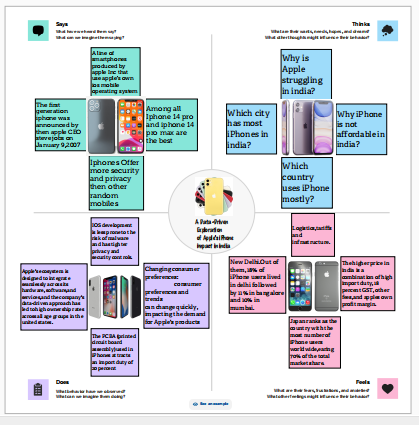 Says
What have we heard them say?
What can we imagine them saying?
Thinks
What are their wants, needs, hopes, and dreams?
What other thoughts might influence their behavior?
A line of
smartphones
produced by
apple Inc that
use apple's own
ios mobile
operating system
The first
generation
iphone was
announced by
then apple CEO
steve jobs on
January 9,2007
Among all
Iphone 14 pro
and iphone 14
pro max are
the best
Iphones Offer
more security
and privacy
then other
random
mobiles
Why is
Apple
struggling
in india?
Which city
has most
iPhones in
india?
Why iPhone
is not
affordable in
india?
Which
country
uses iPhone
mostly?
A Data-Driven
Exploration
of Apple's iPhone
Impact in India
IOS development
is less prone to the
risk of malware
and has tighter
privacy and
security controls.
Apple's ecosystem is
designed to integrate
seamlessly across its
hardware, software, and
services, and the company's
data-driven approach has
led to high ownership rates
across all age groups in the
united states.
Changing consumer
preferences:
consumer
preferences and
trends
can change quickly,
impacting the demand
for Apple's products
The PCBA (printed
circuit board
assembly) used in
iPhones attracts
an import duty of
20 percent
Logistics, tariffs
and
infrastructure.
New Delhi. Out of
them, 18% of
iPhone users lived
in delhi followed
by 11% in bangalore
and 10% in
mumbai.
The higher price in
india is a
combination of high
import duty, 18
percent GST, other
fees, and apples own
profit margin.
Japan ranks as the
country with the
most number of
iPhone users
worldwide, earing
70% of the total
market share.
Does
What behavior have we observed?
What can we imagine them doing?
Feels
What are their fears, frustrations, and anxieties?
What other feelings might influence their behavior?
See an example